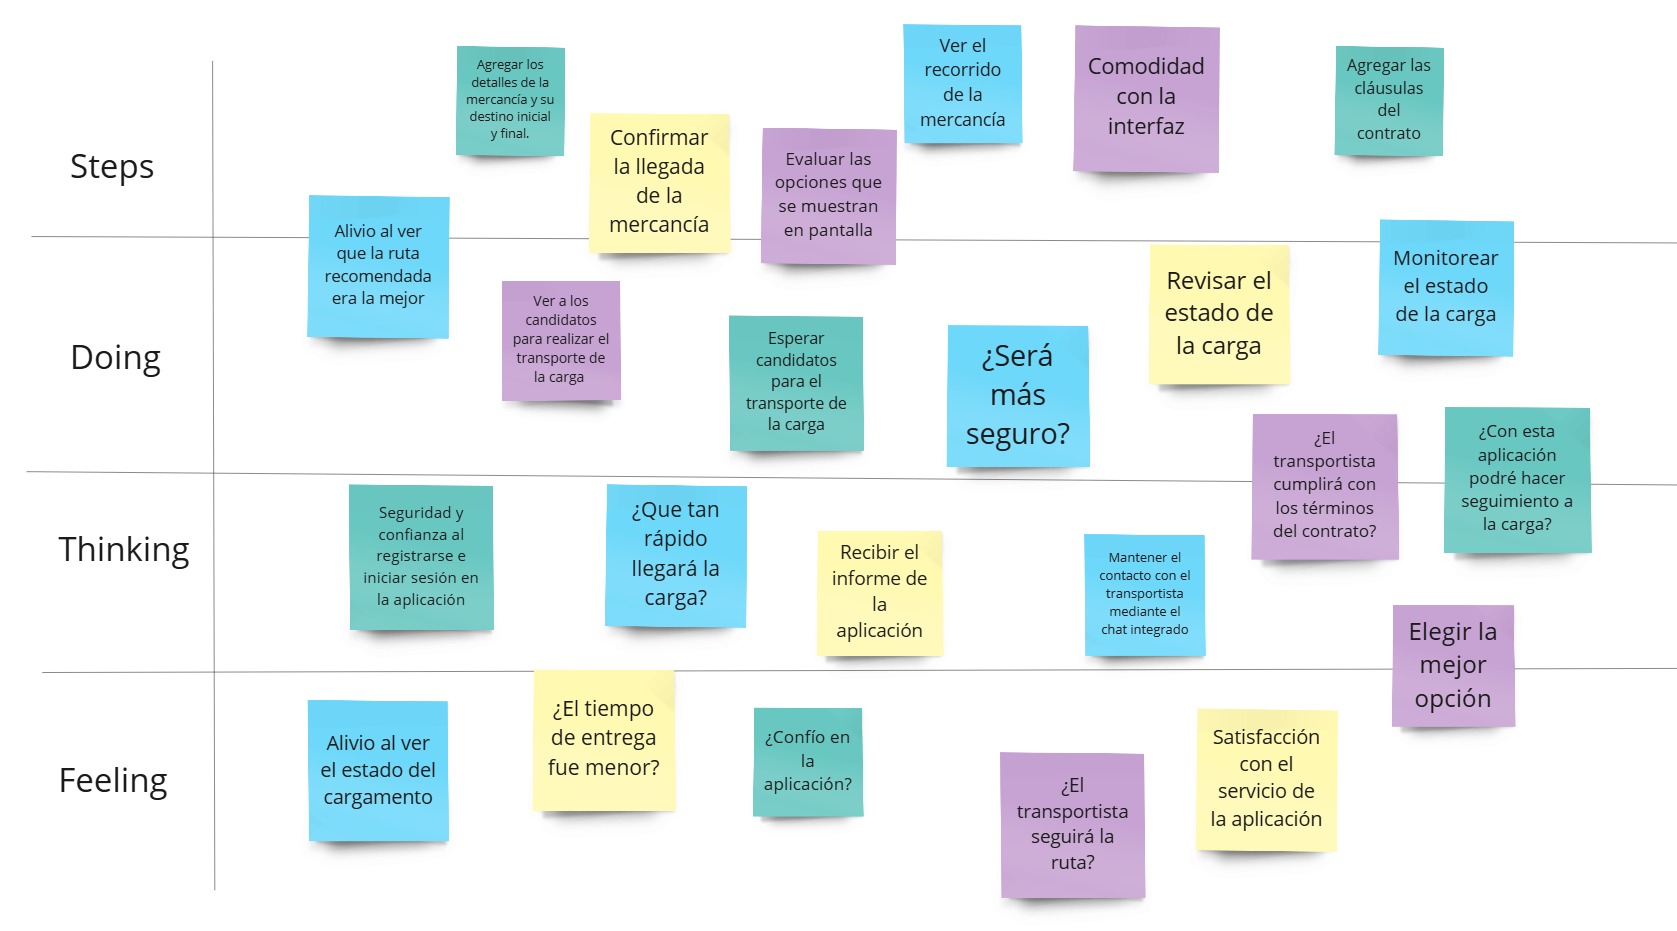 Steps
Agregar los
detalles de la
mercancía y su
destino inicial
y final.
Confirmar
la llegada
de la
mercancía
Evaluar las
opciones que
se muestran
en pantalla
Ver el
recorrido
de la
mercancía
Comodidad
con la
interfaz
Agregar las
cláusulas
del
contrato
Alivio al ver
que la ruta
recomendada
era la mejor
Doing
Ver a los
candidatos
para realizar el
transporte de
la carga
Esperar
candidatos
para el
transporte de
la carga
¿Será
más
seguro?
Revisar el
estado de
la carga
Monitorear
el estado
de la carga
¿El
transportista
cumplirá con
los términos
del contrato?
¿Con esta
aplicación
podré hacer
seguimiento a
la carga?
Thinking
Seguridad y
confianza al
registrarse e
iniciar sesión en
la aplicación
¿Que tan
rápido
llegará la
carga?
Recibir el
informe de
la
aplicación
Mantener el
contacto con el
transportista
mediante el
chat integrado
Elegir la
mejor
opción
Feeling
Alivio al ver
el estado del
cargamento
¿El tiempo
de entrega
fue menor?
¿Confío en
la
aplicación?
¿El
transportista
seguirá la
ruta?
Satisfacción
con el
servicio de
la aplicación